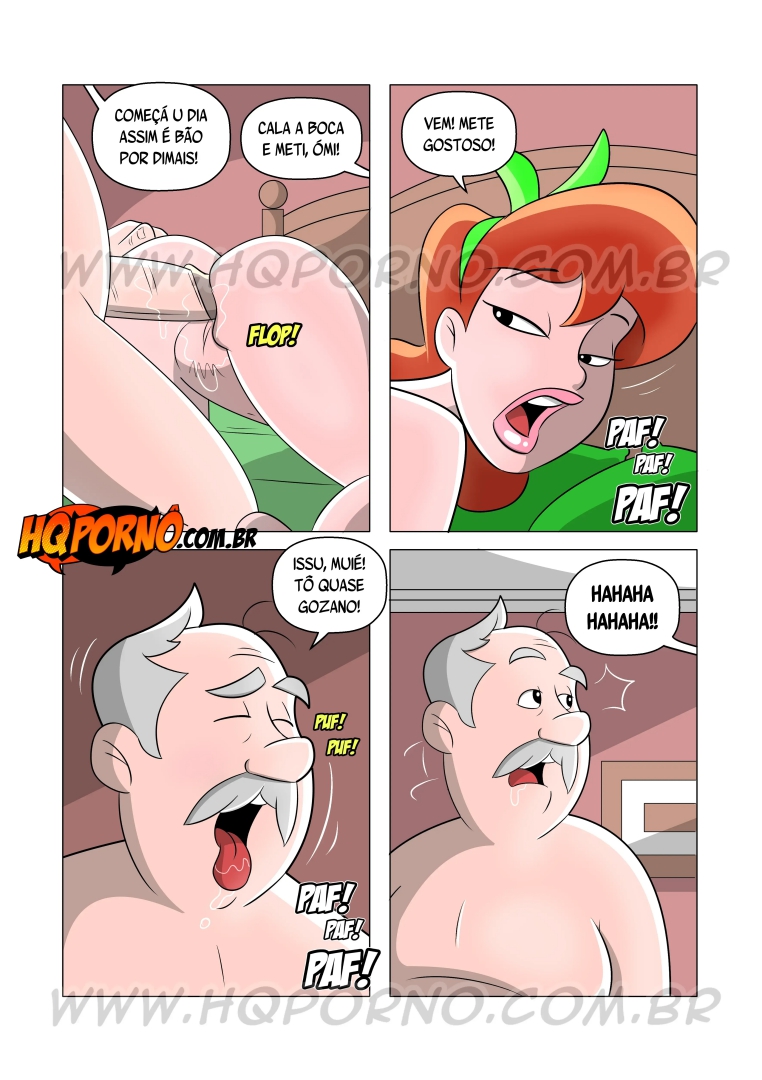 COMEÇÁ U DIA
ASSIM É BÃO
POR DIMAIS!
CALA A BOCA
E METI, ÓMI!
FLOP!
VEM! METE
GOSTOSO!
PAF!
PAF!
PAF!
WWW.HQPORNO.COM.BR
HQPORNÔ.COM.BR
ISSU, MUIÉ!
TÔ QUASE
GOZANO!
PUF!
PUF!
PAF!
PAF!
PAF!
HAHAHA
HAHAHA!!
WWW.HQPORNO.COM.BR